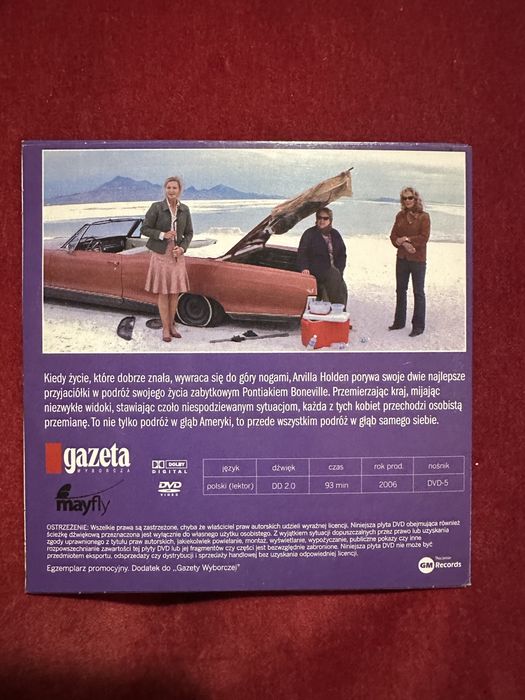 Kiedy życie, które dobrze znała, wywraca się do góry nogami, Arvilla Holden porywa swoje dwie najlepsze
przyjaciółki w podróż swojego życia zabytkowym Pontiakiem Boneville. Przemierzając kraj, mijając
niezwykłe widoki, stawiając czoło niespodziewanym sytuacjom, każda z tych kobiet przechodzi osobistą
przemianę. To nie tylko podróż w głąb Ameryki, to przede wszystkim podróż w głąb samego siebie.
gazeta
WYBORCZA
mayfly
DOLBY
DIGITAL
DVD
VIDEO
język dźwięk czas rok prod. nośnik
polski (lektor) DD 2.0 93 min 2006 DVD-5
OSTRZEŻENIE: Wszelkie prawa są zastrzeżone, chyba że właściciel praw autorskich udzieli wyraźnej licencji. Niniejsza płyta DVD obejmująca również
ścieżkę dźwiękową przeznaczona jest wyłącznie do własnego użytku osobistego. Z wyjątkiem sytuacji dopuszczalnych przez prawo lub uzyskania
zgody uprawnionego z tytułu praw autorskich, jakiekolwiek powielanie, montaż, wyświetlanie, wypożyczanie, publiczne pokazy czy inne
rozpowszechnianie zawartości tej płyty DVD lub jej fragmentów czy części jest bezwzględnie zabronione. Niniejsza płyta DVD nie może być
przedmiotem eksportu, odsprzedaży czy dystrybucji i sprzedaży handlowej bez uzyskania odpowiedniej licencji.
Egzemplarz promocyjny. Dodatek do „Gazety Wyborczej”
GM Records